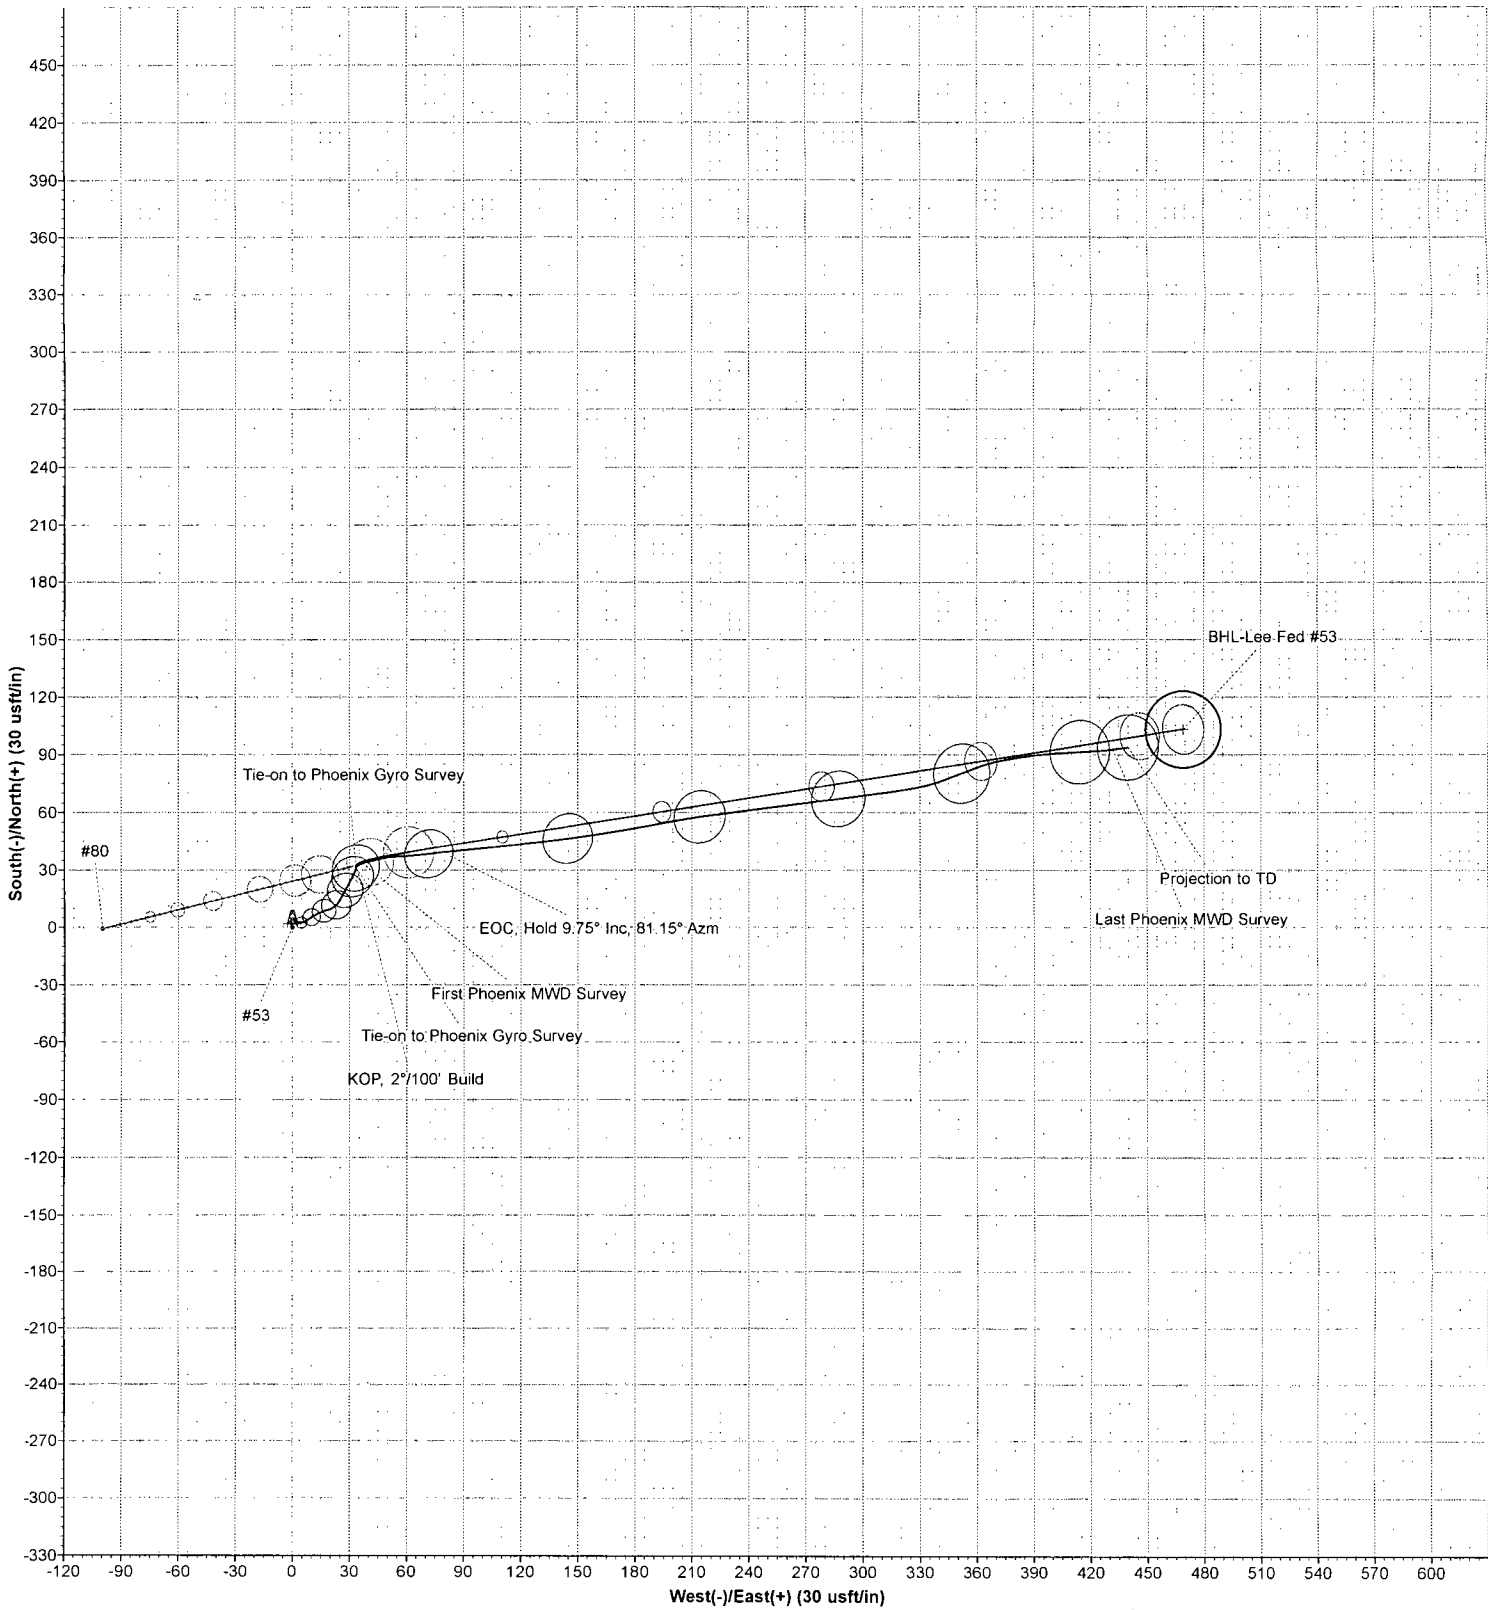 450
420
390
360
330
300
270
240
210
180
150
120
90
60
30
0
-30
-60
-90
-120
-150
-180
-210
-240
-270
-300
-330
South(-)/North(+) (30 usft/in)
BHL-Lee Fed #53
Tie-on to Phoenix Gyro Survey
#80
Projection to TD
Last Phoenix MWD Survey
EOC, Hold 9.75° Inc, 81.15° Azm
First Phoenix MWD Survey
#53
Tie-on to Phoenix Gyro Survey
KOP, 2°/100' Build
-120 -90 -60 -30 0 30 60 90 120 150 180 210 240 270 300 330 360 390 420 450 480 510 540 570 600
West(-)/East(+) (30 usft/in)